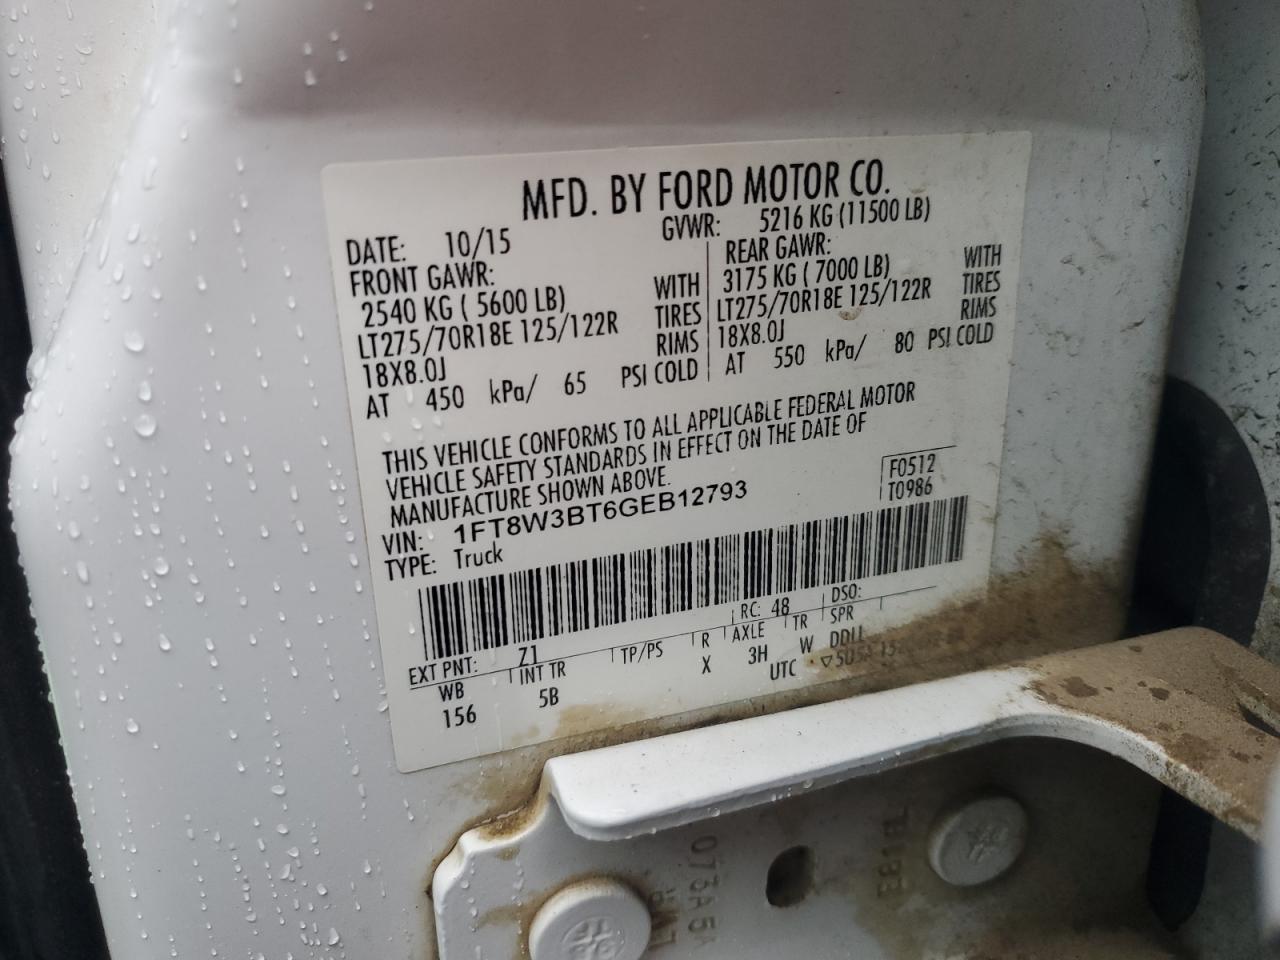 MFD. BY FORD MOTOR CO.
DATE: 10/15
GVWR: 5216 KG (11500 LB)
FRONT GAWR:
2540 KG ( 5600 LB) WITH
LT275/70R18E 125/122R TIRES
18X8.0J RIMS
AT 450 kPa/ 65 PSI COLD
REAR GAWR:
3175 KG ( 7000 LB) WITH
LT275/70R18E 125/122R TIRES
18X8.0J RIMS
AT 550 kPa/ 80 PSI COLD
THIS VEHICLE CONFORMS TO ALL APPLICABLE FEDERAL MOTOR
VEHICLE SAFETY STANDARDS IN EFFECT ON THE DATE OF
MANUFACTURE SHOWN ABOVE.
F0512
T0986
VIN: 1FT8W3BT6GEB12793
TYPE: Truck
EXT PNT: Z1 RC: 48 DSO:
WB INT TR TP/PS R AXLE TR SPR
156 5B X 3H W DDLL
UTC